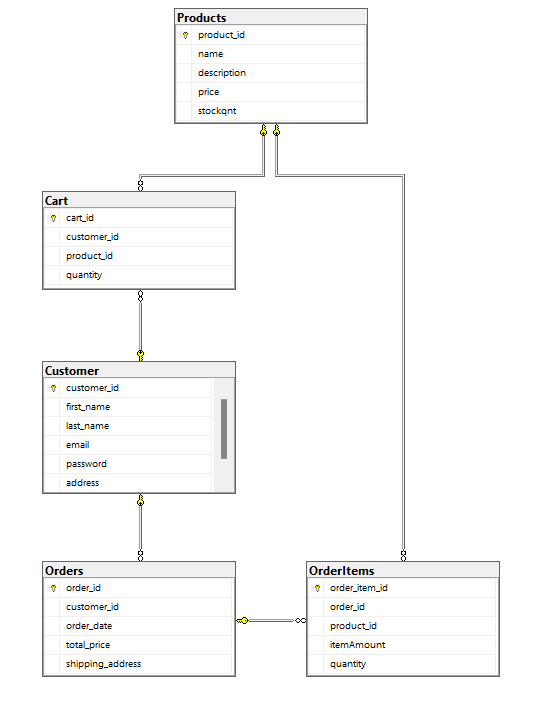 Products
product_id
name
description
price
stockqnt
Cart
cart_id
customer_id
product_id
quantity
Customer
customer_id
first_name
last_name
email
password
address
Orders
order_id
customer_id
order_date
total_price
shipping_address
OrderItems
order_item_id
order_id
product_id
itemAmount
quantity